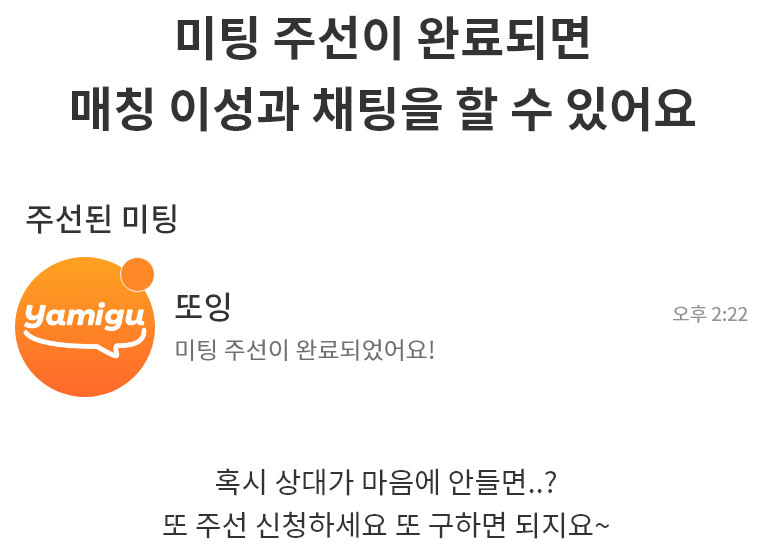 미팅 주선이 완료되면
매칭 이성과 채팅을 할 수 있어요
주선된 미팅
yamigu
또잉
오후 2:22
미팅 주선이 완료되었어요!
혹시 상대가 마음에 안들면..?
또 주선 신청하세요 또 구하면 되지요~